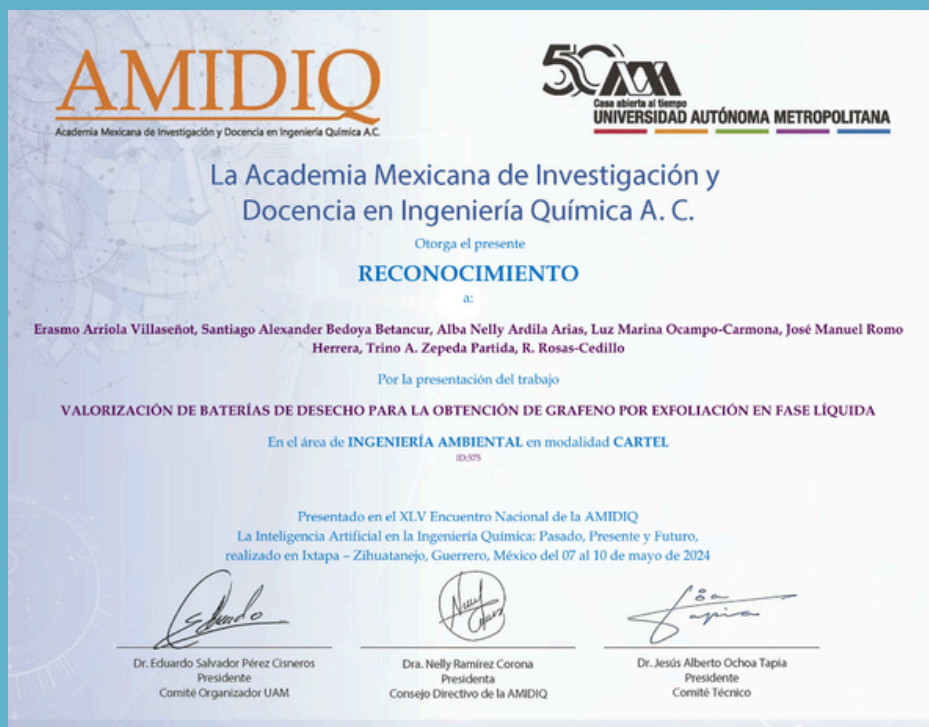 AMIDIQ
Academia Mexicana de Investigación y Docencia en Ingeniería Química A.C.
50
Casa abierta al tiempo
UNIVERSIDAD AUTÓNOMA METROPOLITANA
La Academia Mexicana de Investigación y
Docencia en Ingeniería Química A. C.
Otorga el presente
RECONOCIMIENTO
a:
Erasmo Arriola Villaseñot, Santiago Alexander Bedoya Betancur, Alba Nelly Ardila Arias, Luz Marina Ocampo-Carmona, José Manuel Romo
Herrera, Trino A. Zepeda Partida, R. Rosas-Cedillo
Por la presentación del trabajo
VALORIZACIÓN DE BATERÍAS DE DESECHO PARA LA OBTENCIÓN DE GRAFENO POR EXFOLIACIÓN EN FASE LÍQUIDA
En el área de INGENIERÍA AMBIENTAL en modalidad CARTEL
ID:575
Presentado en el XLV Encuentro Nacional de la AMIDIQ
La Inteligencia Artificial en la Ingeniería Química: Pasado, Presente y Futuro,
realizado en Ixtapa – Zihuatanejo, Guerrero, México del 07 al 10 de mayo de 2024
Dr. Eduardo Salvador Pérez Cisneros
Presidente
Comité Organizador UAM
Dra. Nelly Ramírez Corona
Presidenta
Consejo Directivo de la AMIDIQ
Dr. Jesús Alberto Ochoa Tapia
Presidente
Comité Técnico